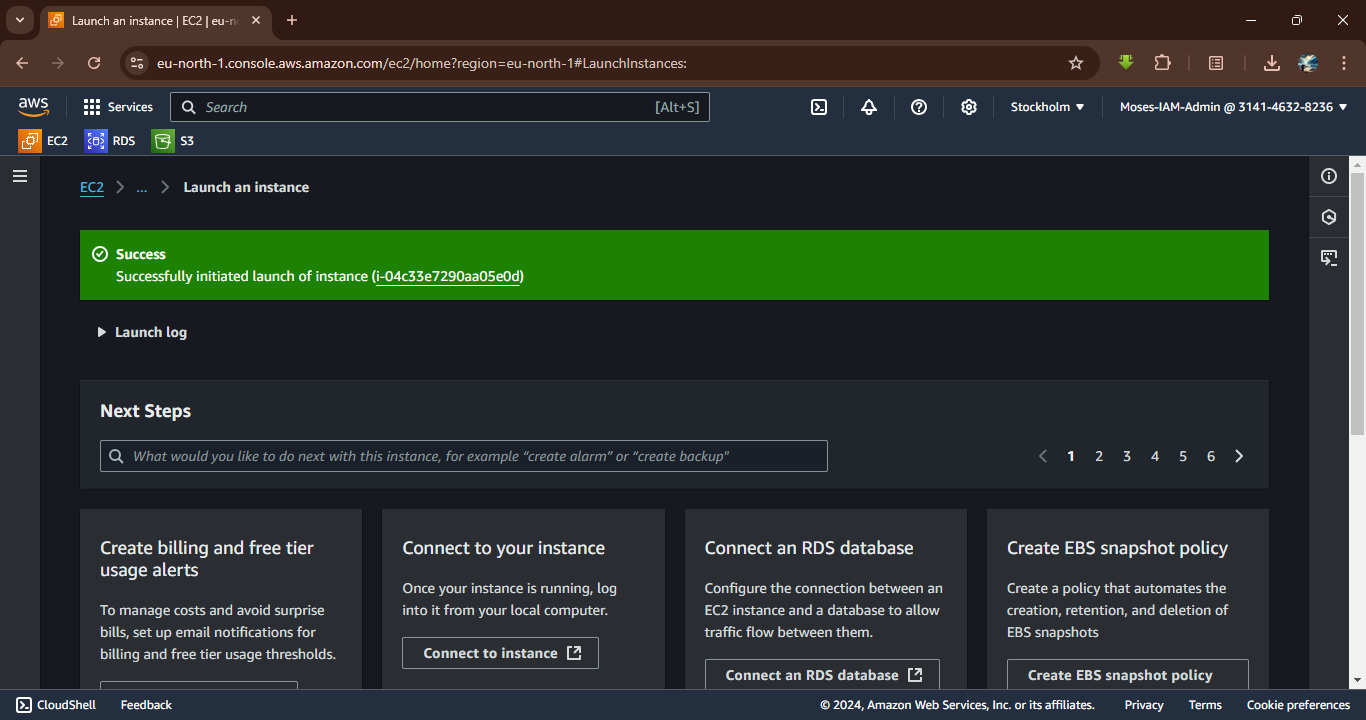 Launch an instance | EC2 | eu-n
eu-north-1.console.aws.amazon.com/ec2/home?region=eu-north-1#LaunchInstances:
aws
Services
Search
[Alt+S]
Stockholm
Moses-IAM-Admin @ 3141-4632-8236
EC2
RDS
S3
EC2
...
Launch an instance
Success
Successfully initiated launch of instance (i-04c33e7290aa05e0d)
Launch log
Next Steps
What would you like to do next with this instance, for example “create alarm” or “create backup”
1 2 3 4 5 6
Create billing and free tier
usage alerts
To manage costs and avoid surprise
bills, set up email notifications for
billing and free tier usage thresholds.
Connect to your instance
Once your instance is running, log
into it from your local computer.
Connect to instance
Connect an RDS database
Configure the connection between an
EC2 instance and a database to allow
traffic flow between them.
Connect an RDS database
Create EBS snapshot policy
Create a policy that automates the
creation, retention, and deletion of
EBS snapshots
Create EBS snapshot policy
CloudShell
Feedback
© 2024, Amazon Web Services, Inc. or its affiliates.
Privacy
Terms
Cookie preferences